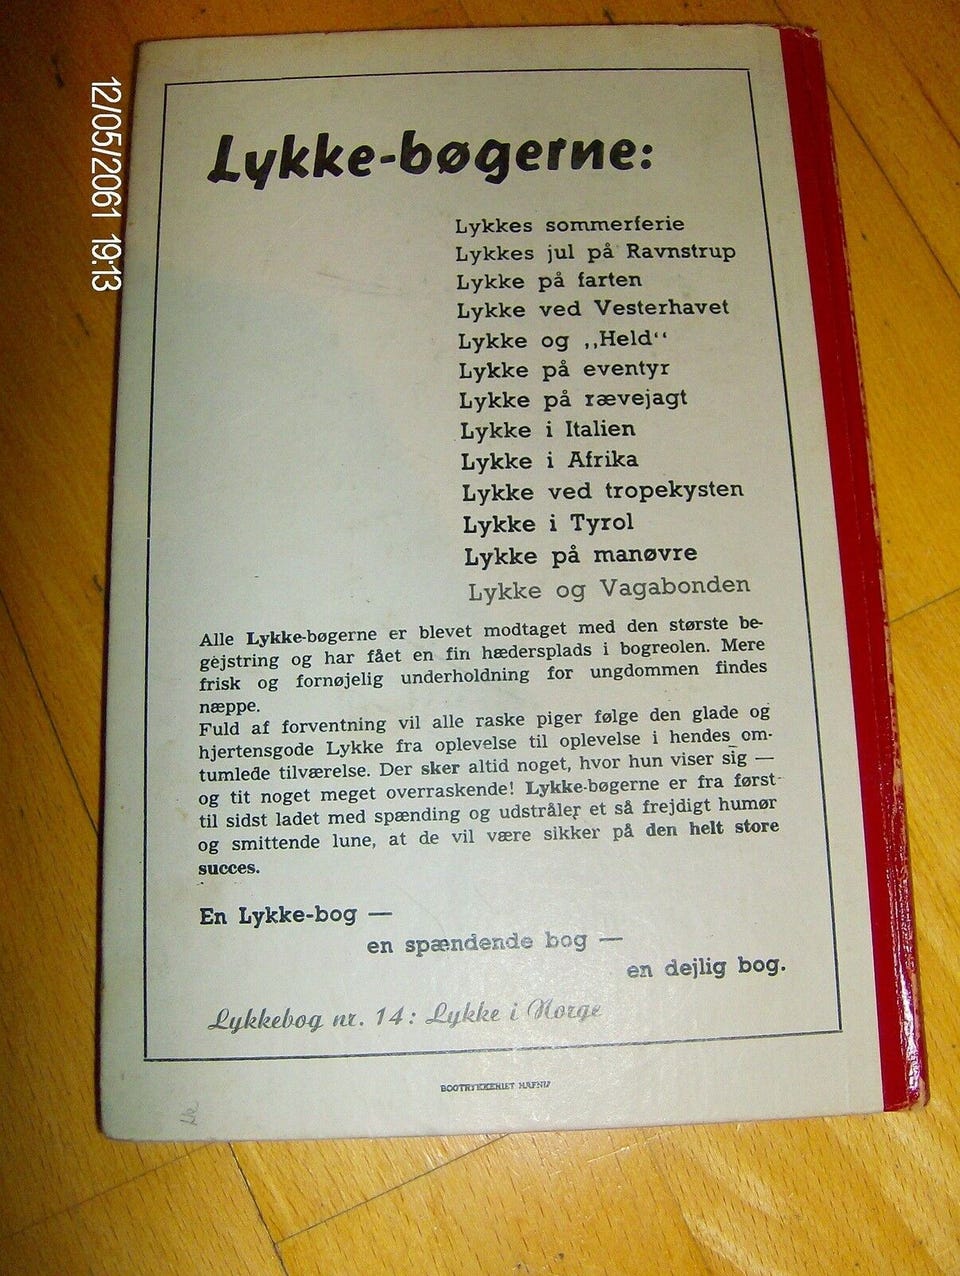 12/05/2061 19:13
Lykke-bøgerne:
Lykkes sommerferie
Lykkes jul på Ravnstrup
Lykke på farten
Lykke ved Vesterhavet
Lykke og ,,Held“
Lykke på eventyr
Lykke på rævejagt
Lykke i Italien
Lykke i Afrika
Lykke ved tropekysten
Lykke i Tyrol
Lykke på manøvre
Lykke og Vagabonden
Alle Lykke-bøgerne er blevet modtaget med den største be-
gejstring og har fået en fin hædersplads i bogreolen. Mere
frisk og fornøjelig underholdning for ungdommen findes
næppe.
Fuld af forventning vil alle raske piger følge den glade og
hjertensgode Lykke fra oplevelse til oplevelse i hendes om-
tumlede tilværelse. Der sker altid noget, hvor hun viser sig —
og tit noget meget overraskende! Lykke-bøgerne er fra først
til sidst ladet med spænding og udstråler et så frejdigt humør
og smittende lune, at de vil være sikker på den helt store
succes.
En Lykke-bog —
en spændende bog —
en dejlig bog.
Lykkebog nr. 14: Lykke i Norge